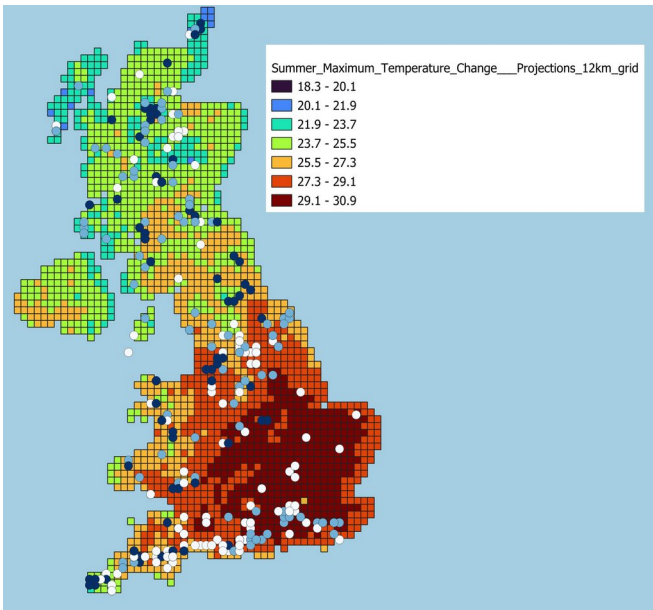 Summer_Maximum_Temperature_Change___Projections_12km_grid
18.3 - 20.1
20.1 - 21.9
21.9 - 23.7
23.7 - 25.5
25.5 - 27.3
27.3 - 29.1
29.1 - 30.9